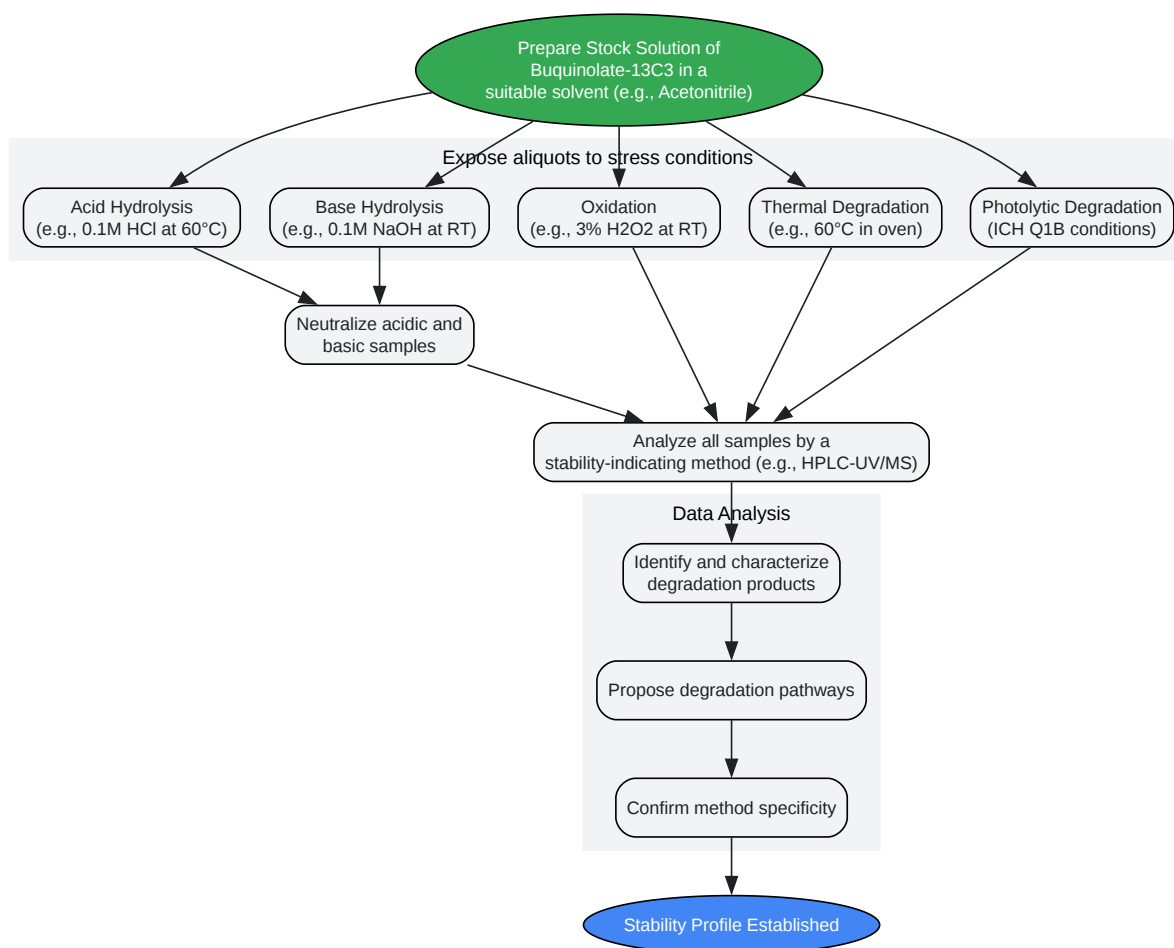 Prepare Stock Solution of
Buquinolate-13C3 in a
suitable solvent (e.g., Acetonitrile)
Expose aliquots to stress conditions
Acid Hydrolysis
(e.g., 0.1M HCl at 60°C)
Base Hydrolysis
(e.g., 0.1M NaOH at RT)
Oxidation
(e.g., 3% H2O2 at RT)
Thermal Degradation
(e.g., 60°C in oven)
Photolytic Degradation
(ICH Q1B conditions)
Neutralize acidic and
basic samples
Analyze all samples by a
stability-indicating method (e.g., HPLC-UV/MS)
Data Analysis
Identify and characterize
degradation products
Propose degradation pathways
Confirm method specificity
Stability Profile Established